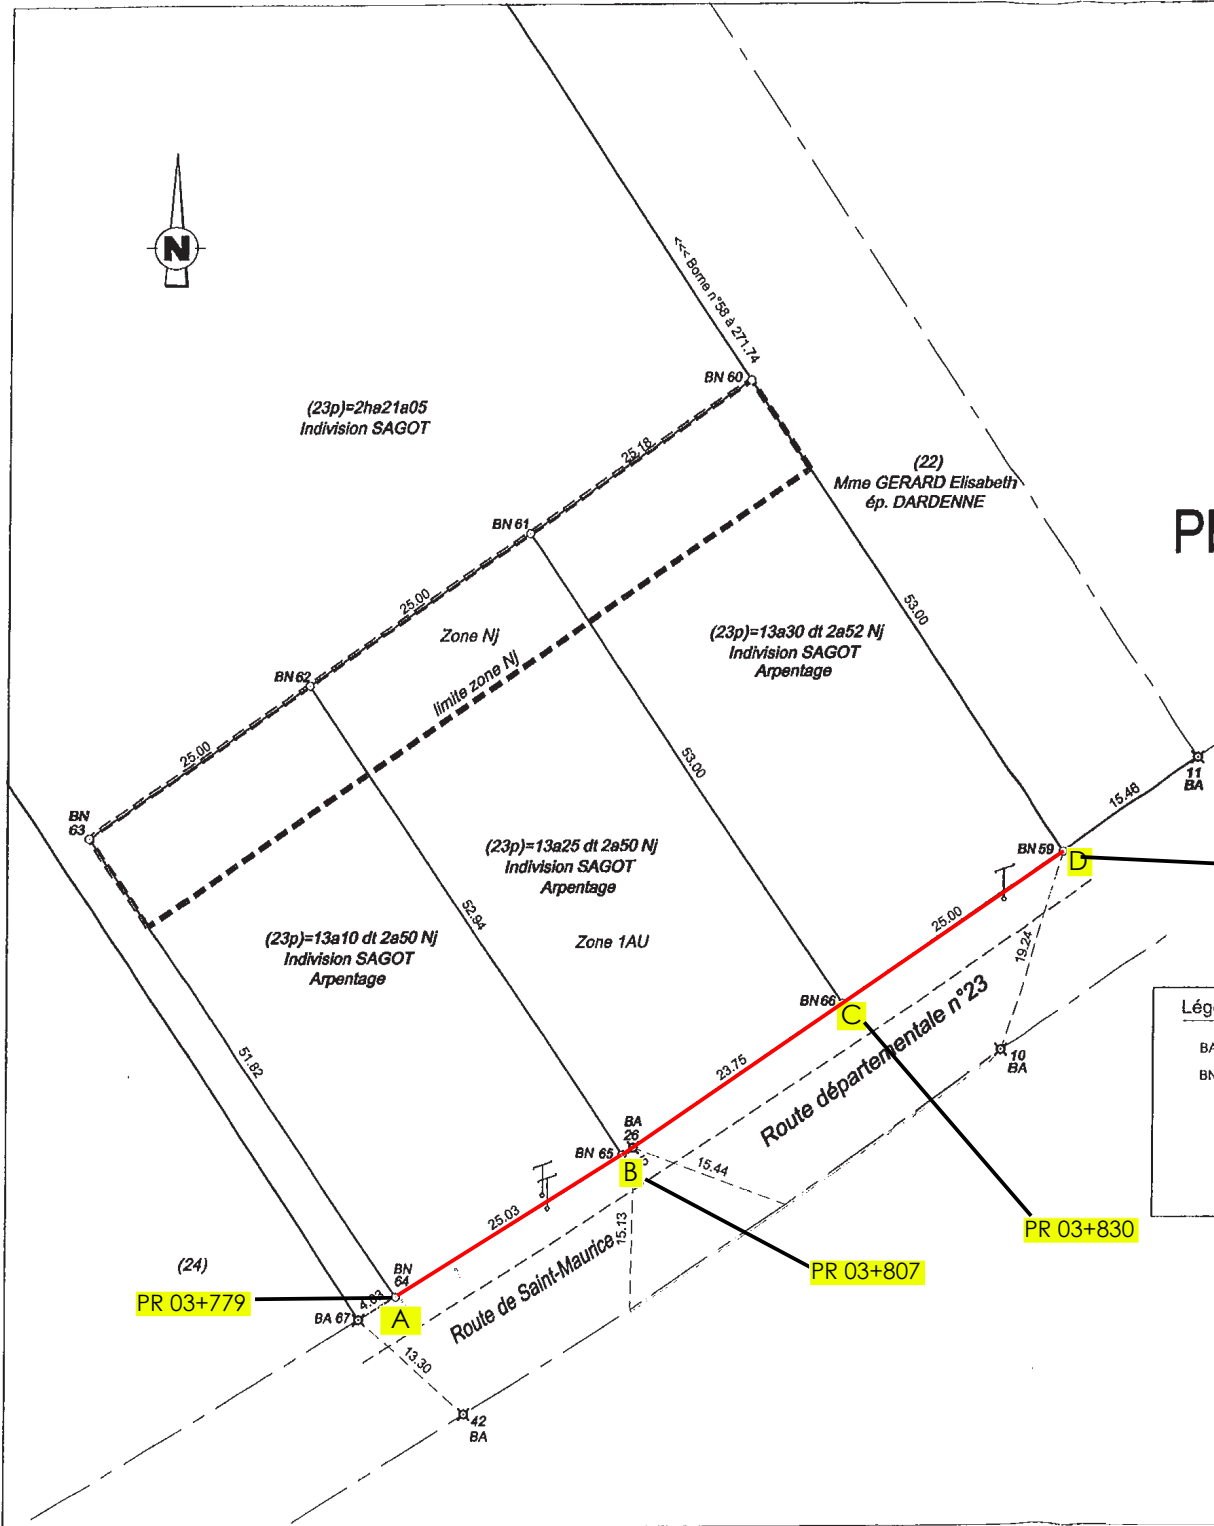 N
<<< Borne n°58 à 271.74
BN 60
(23p)=2ha21a05
Indivision SAGOT
25.18
(22)
Mme GERARD Elisabeth
ép. DARDENNE
BN 61
25.00
Zone Nj
limite zone Nj
53.00
(23p)=13a30 dt 2a52 Nj
Indivision SAGOT
Arpentage
BN 62
25.00
53.00
11
BA
15.46
BN
63
(23p)=13a25 dt 2a50 Nj
Indivision SAGOT
Arpentage
BN 59
D
52.94
25.00
(23p)=13a10 dt 2a50 Nj
Indivision SAGOT
Arpentage
Zone 1AU
19.24
BN 66
C
Route départementale n°23
10
BA
51.82
23.75
BA
26
BN 65
B
15.44
25.03
15.13
PR 03+830
(24)
BN
64
Route de Saint-Maurice
PR 03+807
PR 03+779
4.83
A
BA 67
13.30
42
BA
Lég
BA
BN